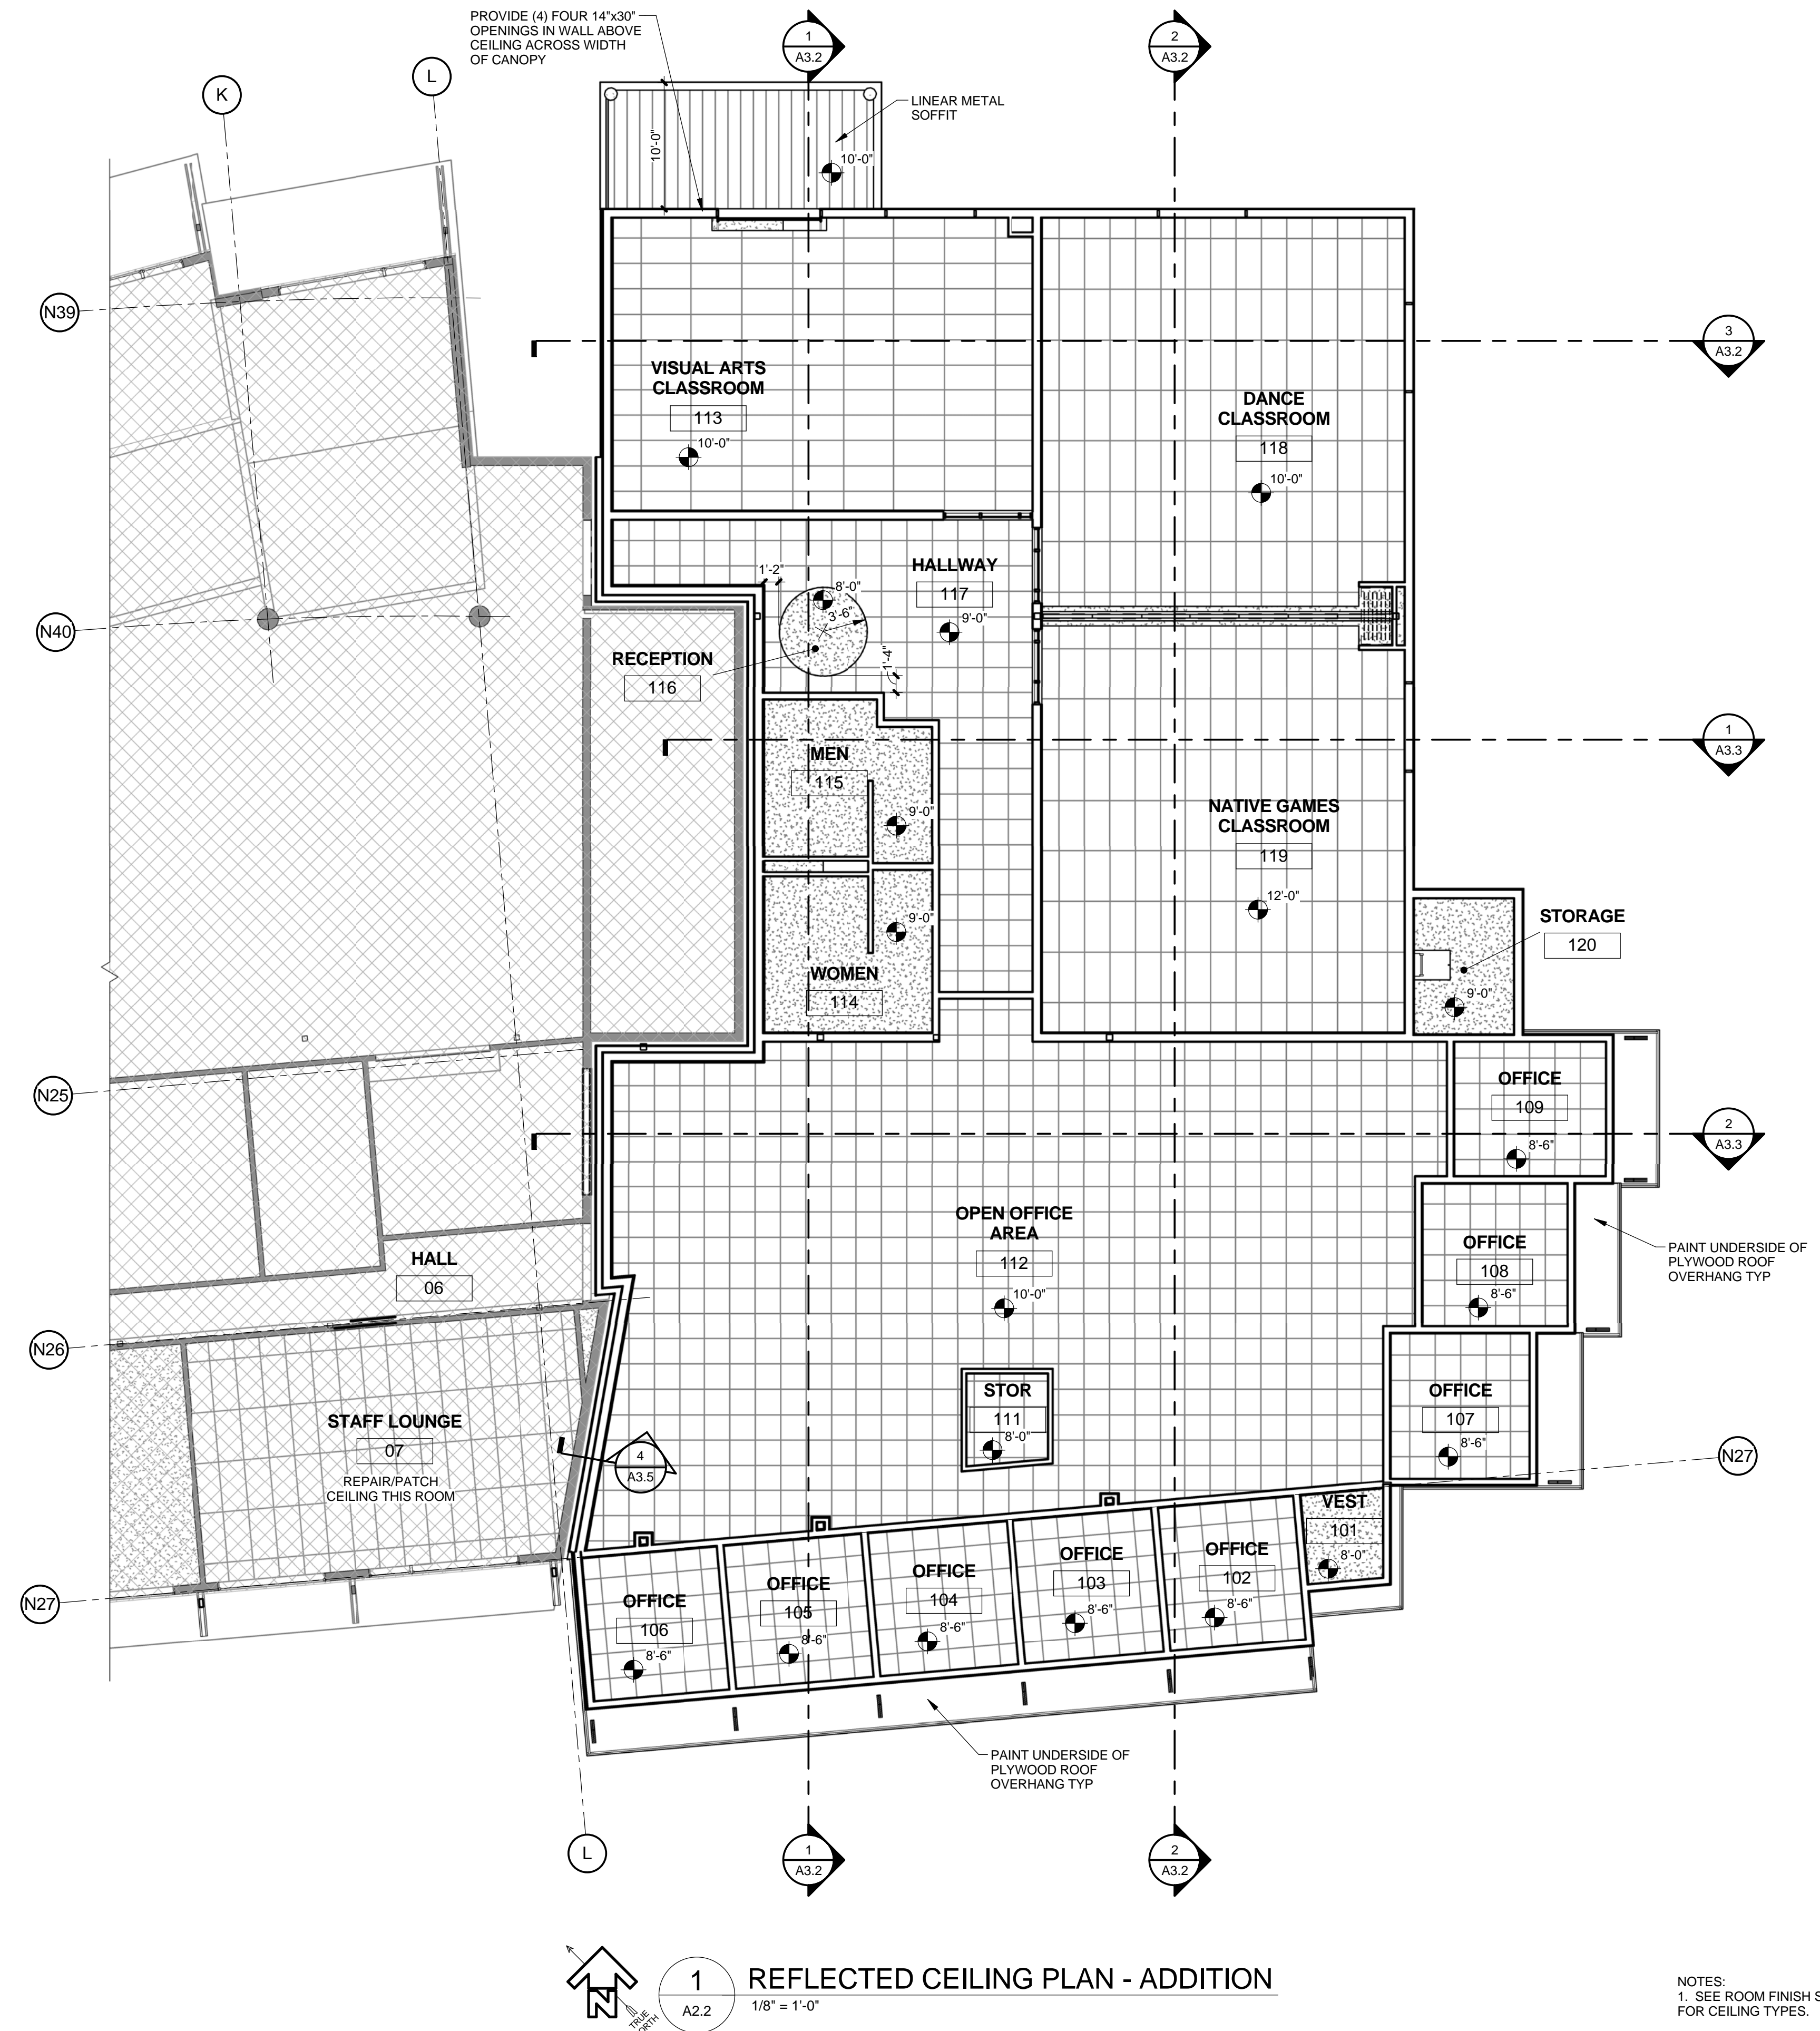 PROVIDE (4) FOUR 14"x30"
OPENINGS IN WALL ABOVE
CEILING ACROSS WIDTH
OF CANOPY
1
A3.2
2
A3.2
K
L
LINEAR METAL
SOFFIT
10'-0"
10'-0"
N39
3
A3.2
VISUAL ARTS
CLASSROOM
113
10'-0"
DANCE
CLASSROOM
118
10'-0"
HALLWAY
117
9'-0"
1'-2"
8'-0"
3'-6"
1'-4"
N40
RECEPTION
116
1
A3.3
MEN
115
9'-0"
NATIVE GAMES
CLASSROOM
119
12'-0"
9'-0"
WOMEN
114
STORAGE
120
9'-0"
N25
OFFICE
109
8'-6"
2
A3.3
OPEN OFFICE
AREA
112
10'-0"
HALL
06
OFFICE
108
8'-6"
PAINT UNDERSIDE OF
PLYWOOD ROOF
OVERHANG TYP
N26
STOR
111
8'-0"
OFFICE
107
8'-6"
STAFF LOUNGE
07
REPAIR/PATCH
CEILING THIS ROOM
4
A3.5
N27
VEST
101
8'-0"
OFFICE
102
8'-6"
OFFICE
103
8'-6"
OFFICE
104
8'-6"
OFFICE
105
8'-6"
OFFICE
106
8'-6"
N27
PAINT UNDERSIDE OF
PLYWOOD ROOF
OVERHANG TYP
L
1
A3.2
2
A3.2
N
TRUE
1
A2.2
REFLECTED CEILING PLAN - ADDITION
1/8" = 1'-0"
NOTES:
1. SEE ROOM FINISH S
FOR CEILING TYPES.